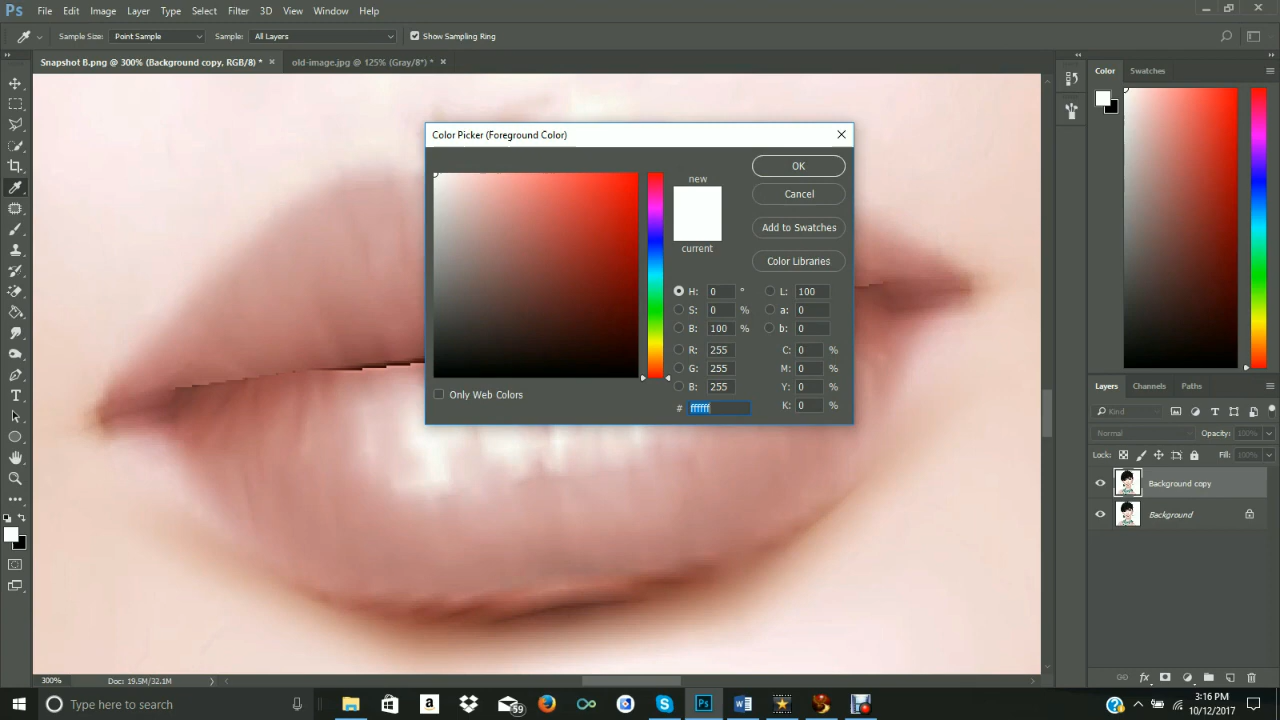 Ps File Edit Image Layer Type Select Filter 3D View Window Help
Sample Size: Point Sample Sample: All Layers Show Sampling Ring
Snapshot B.png @ 300% (Background copy, RGB/8) * × old-image.jpg @ 125% (Gray/8*) * ×
Color Swatches
Color Picker (Foreground Color)
OK
new
Cancel
Add to Swatches
current
Color Libraries
H: 0 ° L: 100
S: 0 % a: 0
B: 100 % b: 0
R: 255 C: 0 %
G: 255 M: 0 %
B: 255 Y: 0 %
# ffffff K: 0 %
Only Web Colors
Layers Channels Paths
Kind
Normal Opacity: 100%
Lock: Fill: 100%
Background copy
Background
300% Doc: 19.5M/32.1M
Type here to search
59
Ps
3:16 PM
10/12/2017